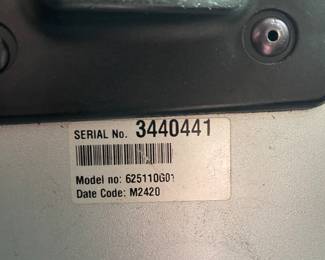 SERIAL No. 3440441
Model no: 625110G01
Date Code: M2420